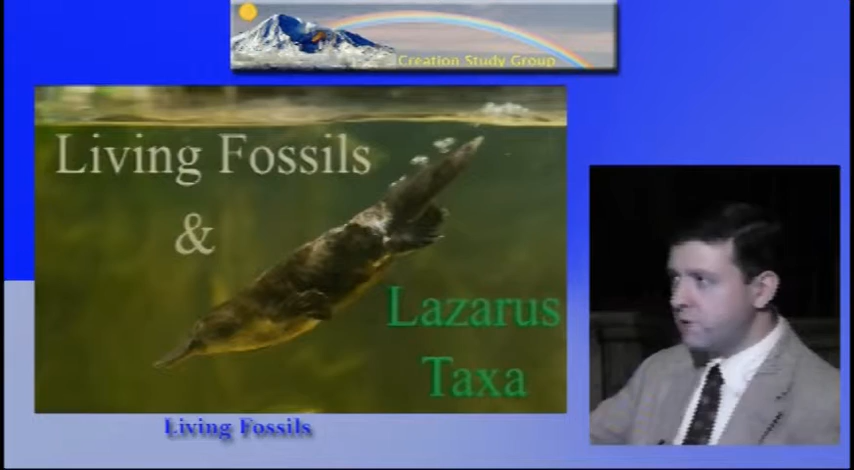 Creation Study Group
Living Fossils
&
Lazarus
Taxa
Living Fossils